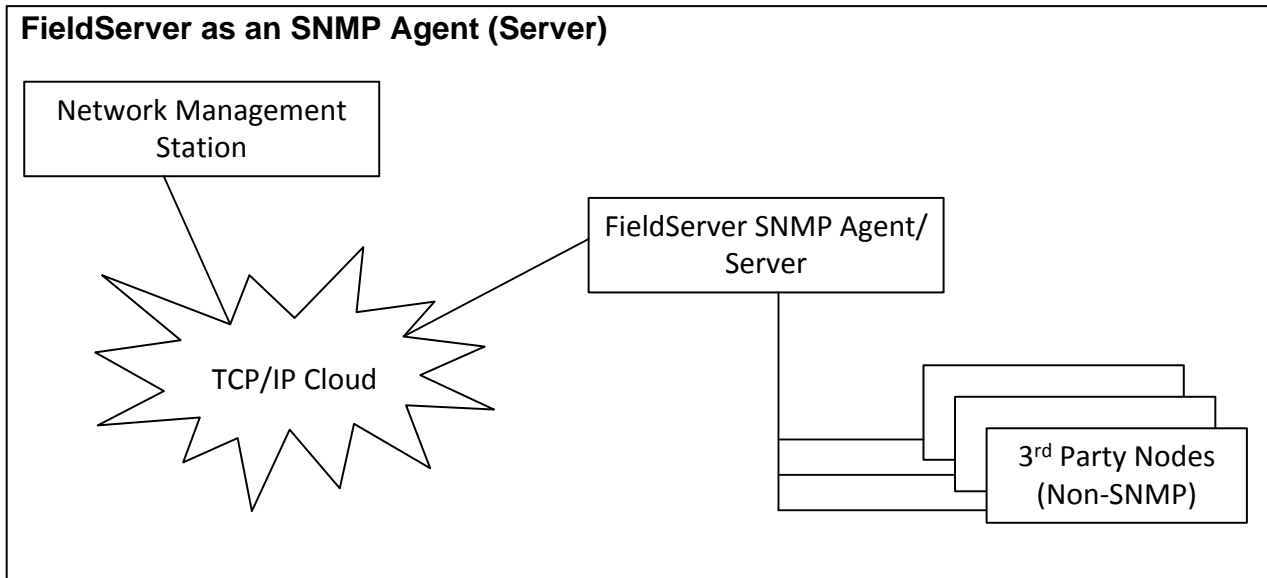 FieldServer as an SNMP Agent (Server)
Network Management
Station
FieldServer SNMP Agent/
Server
TCP/IP Cloud
3rd Party Nodes
(Non-SNMP)